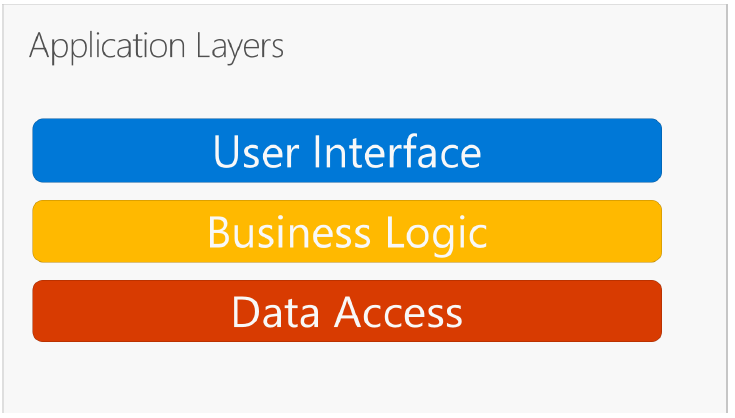 Application Layers
User Interface
Business Logic
Data Access